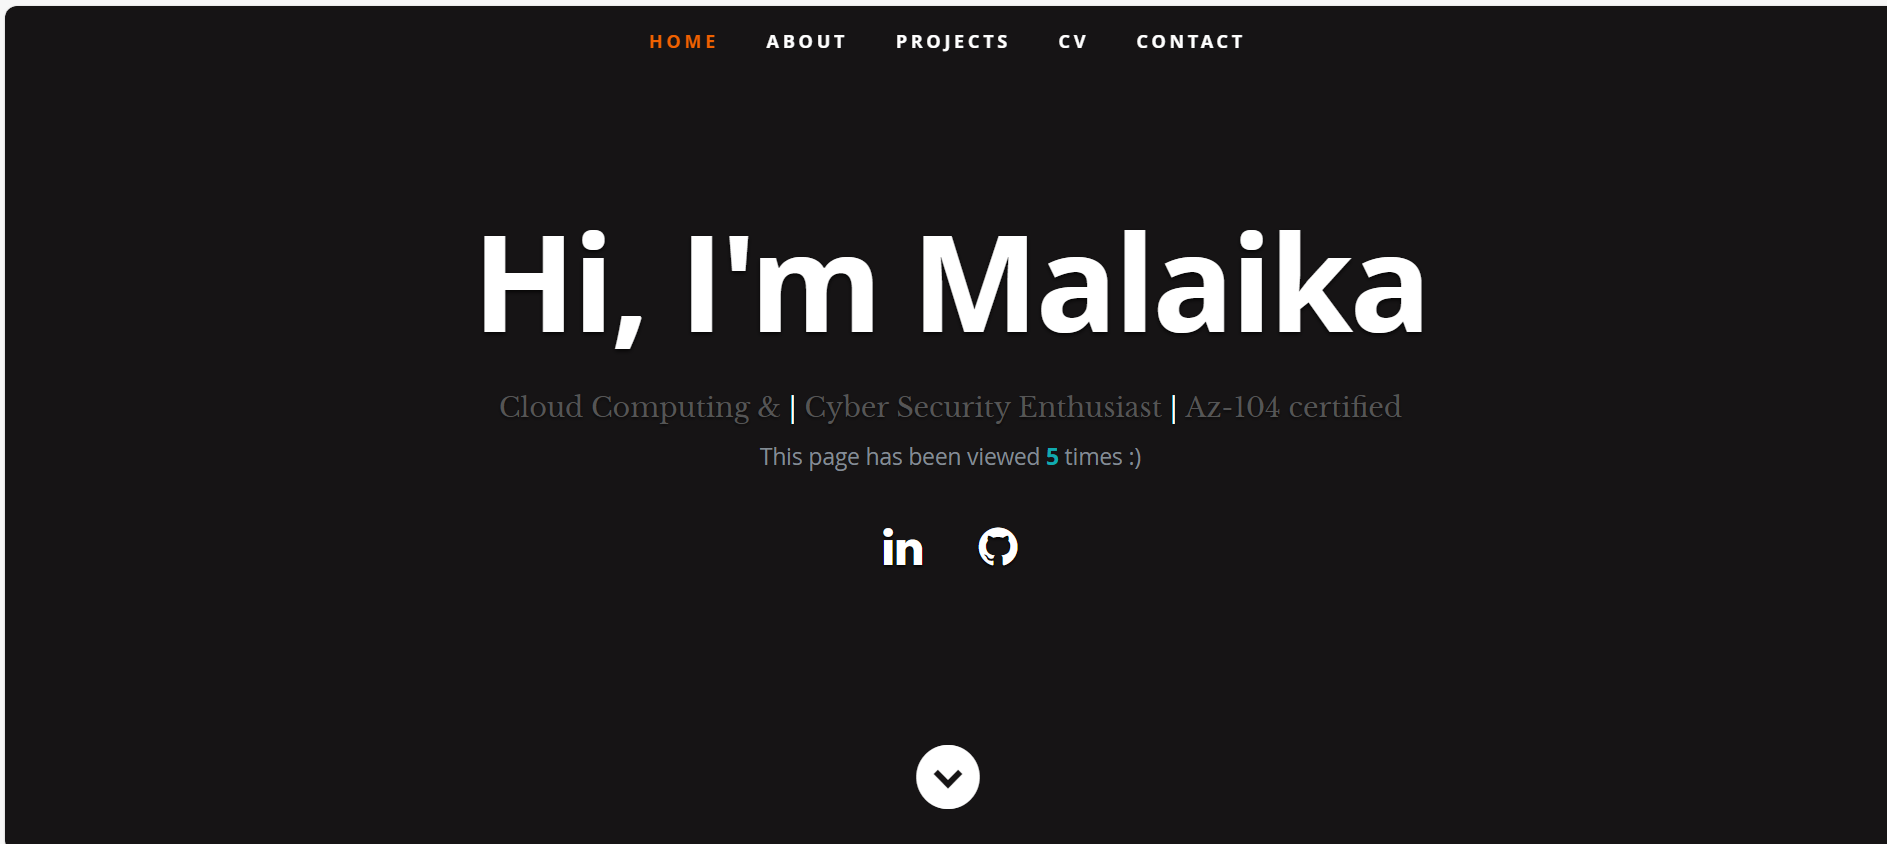 HOME ABOUT PROJECTS CV CONTACT
Hi, I'm Malaika
Cloud Computing & | Cyber Security Enthusiast | Az-104 certified
This page has been viewed 5 times :)
in